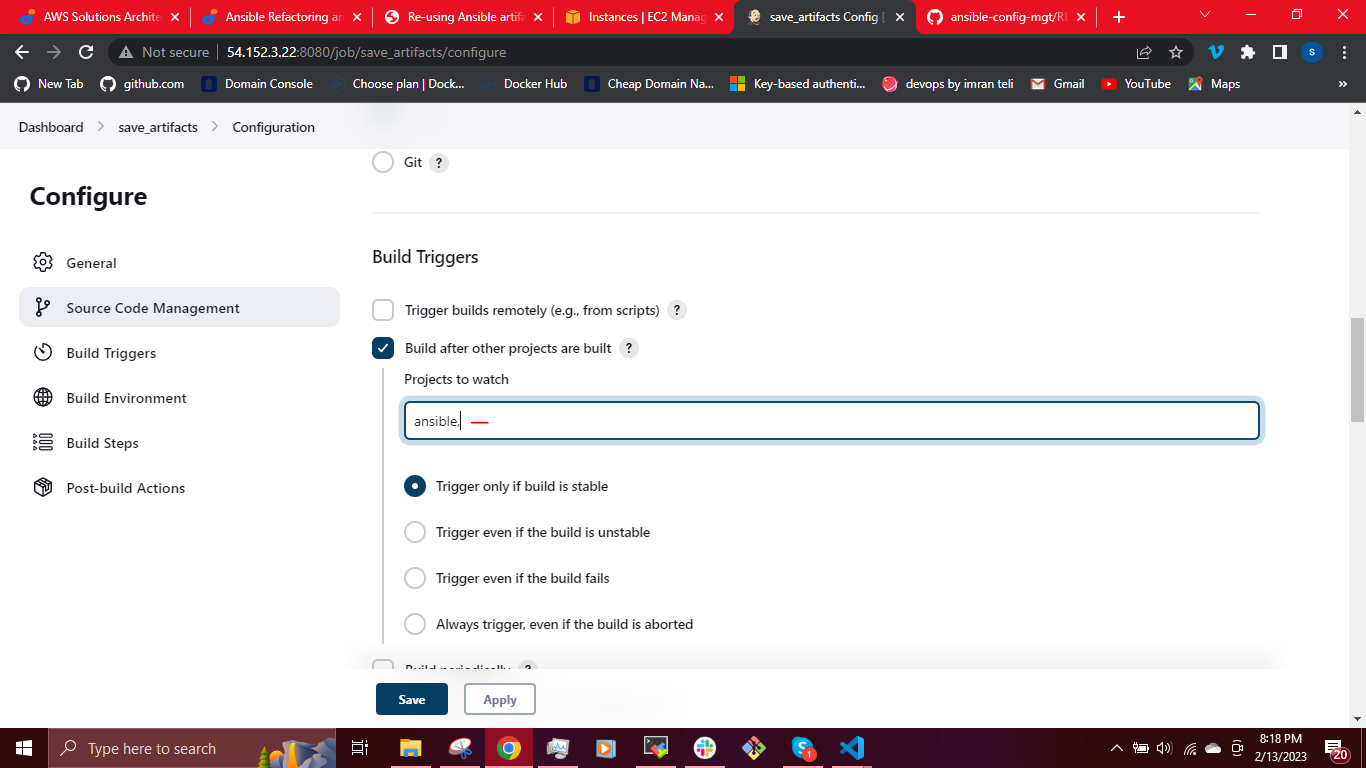 AWS Solutions Archite
Ansible Refactoring an
Re-using Ansible artifa
Instances | EC2 Manag
save_artifacts Config [
ansible-config-mgt/RE
Not secure
54.152.3.22:8080/job/save_artifacts/configure
S
New Tab
github.com
Domain Console
Choose plan | Dock...
Docker Hub
Cheap Domain Na...
Key-based authenti...
devops by imran teli
Gmail
YouTube
Maps
»
Dashboard > save_artifacts > Configuration
Configure
General
Source Code Management
Build Triggers
Build Environment
Build Steps
Post-build Actions
Git ?
Build Triggers
Trigger builds remotely (e.g., from scripts) ?
Build after other projects are built ?
Projects to watch
ansible,
Trigger only if build is stable
Trigger even if the build is unstable
Trigger even if the build fails
Always trigger, even if the build is aborted
Build periodically ?
Save
Apply
Type here to search
1
8:18 PM
2/13/2023
20